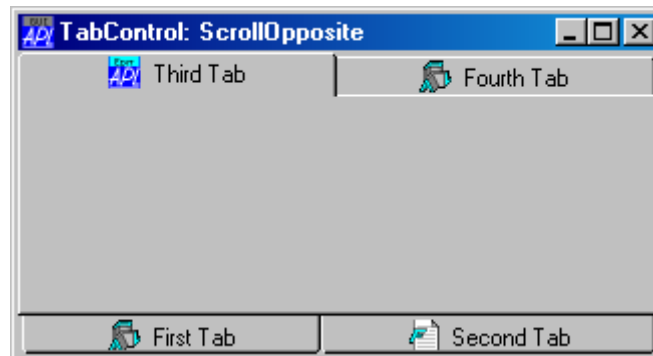 TabControl: ScrollOpposite
Third Tab
Fourth Tab
First Tab
Second Tab